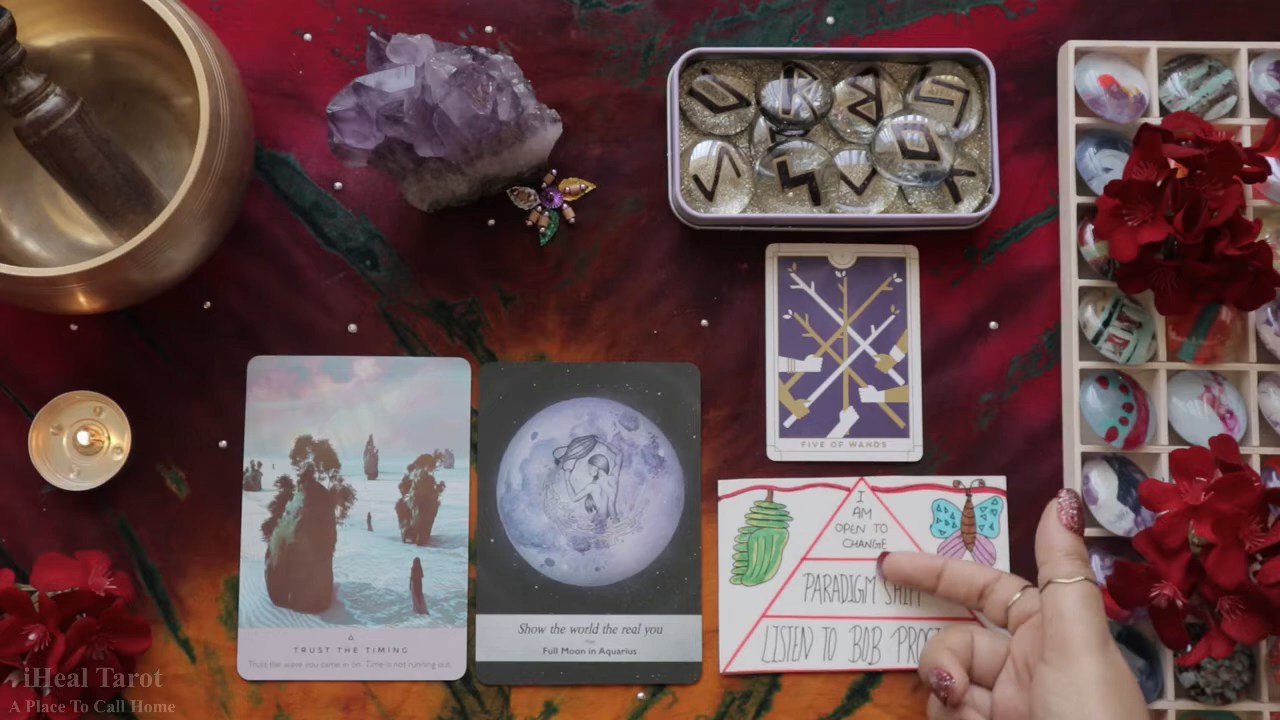 FIVE OF WANDS
I
AM
OPEN TO
CHANGE
PARADIGM SHIFT
LISTEN TO BOB
TRUST THE TIMING
Trust the wave you came in on. Time is not running out.
Show the world the real you
Full Moon in Aquarius
iHeal Tarot
A Place To Call Home